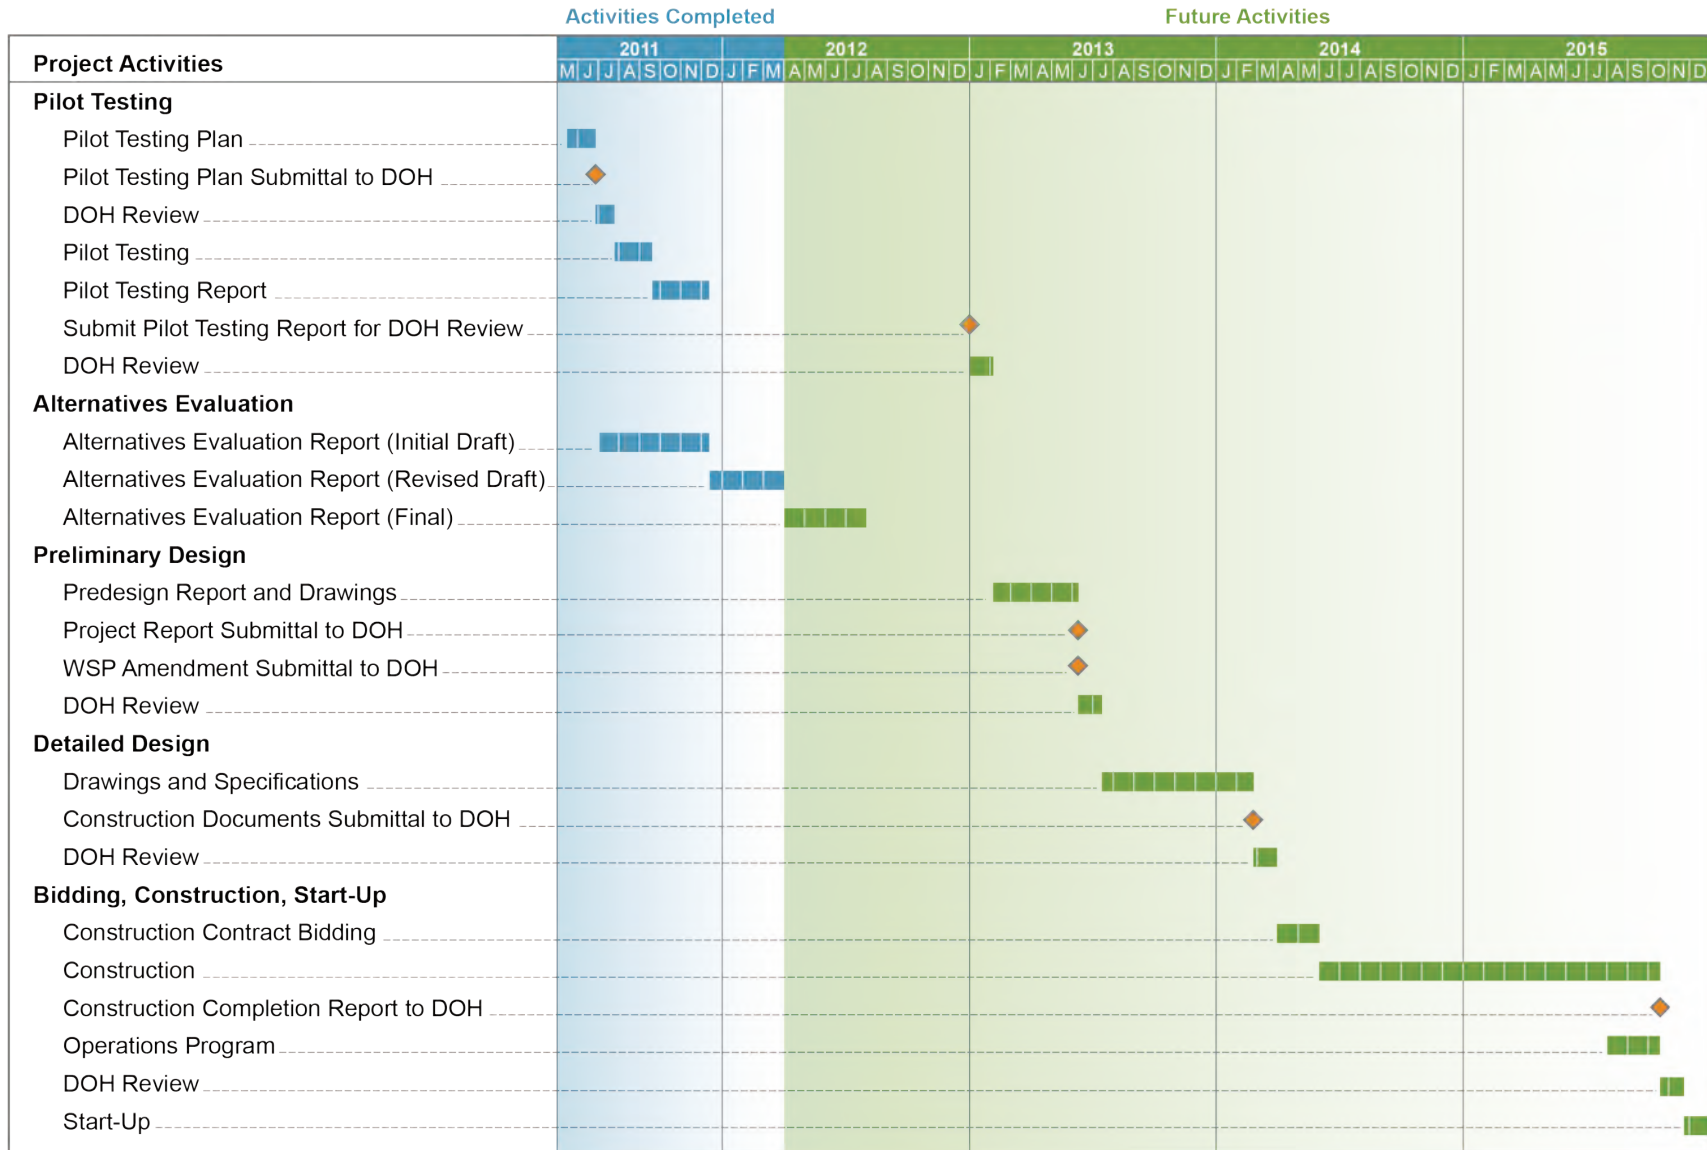 Activities Completed Future Activities
2011 2012 2013 2014 2015
Project Activities
M J J A S O N D J F M A M J J A S O N D J F M A M J J A S O N D J F M A M J J A S O N D J F M A M J J A S O N D
Pilot Testing
Pilot Testing Plan
Pilot Testing Plan Submittal to DOH
DOH Review
Pilot Testing
Pilot Testing Report
Submit Pilot Testing Report for DOH Review
DOH Review
Alternatives Evaluation
Alternatives Evaluation Report (Initial Draft)
Alternatives Evaluation Report (Revised Draft)
Alternatives Evaluation Report (Final)
Preliminary Design
Predesign Report and Drawings
Project Report Submittal to DOH
WSP Amendment Submittal to DOH
DOH Review
Detailed Design
Drawings and Specifications
Construction Documents Submittal to DOH
DOH Review
Bidding, Construction, Start-Up
Construction Contract Bidding
Construction
Construction Completion Report to DOH
Operations Program
DOH Review
Start-Up